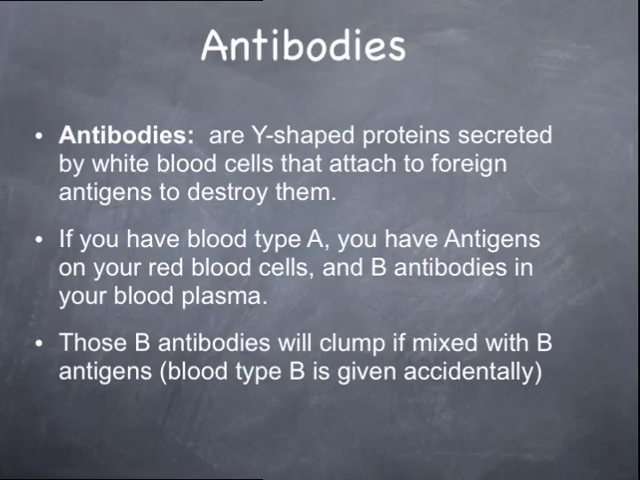 Antibodies
• Antibodies: are Y-shaped proteins secreted
by white blood cells that attach to foreign
antigens to destroy them.
• If you have blood type A, you have Antigens
on your red blood cells, and B antibodies in
your blood plasma.
• Those B antibodies will clump if mixed with B
antigens (blood type B is given accidentally)